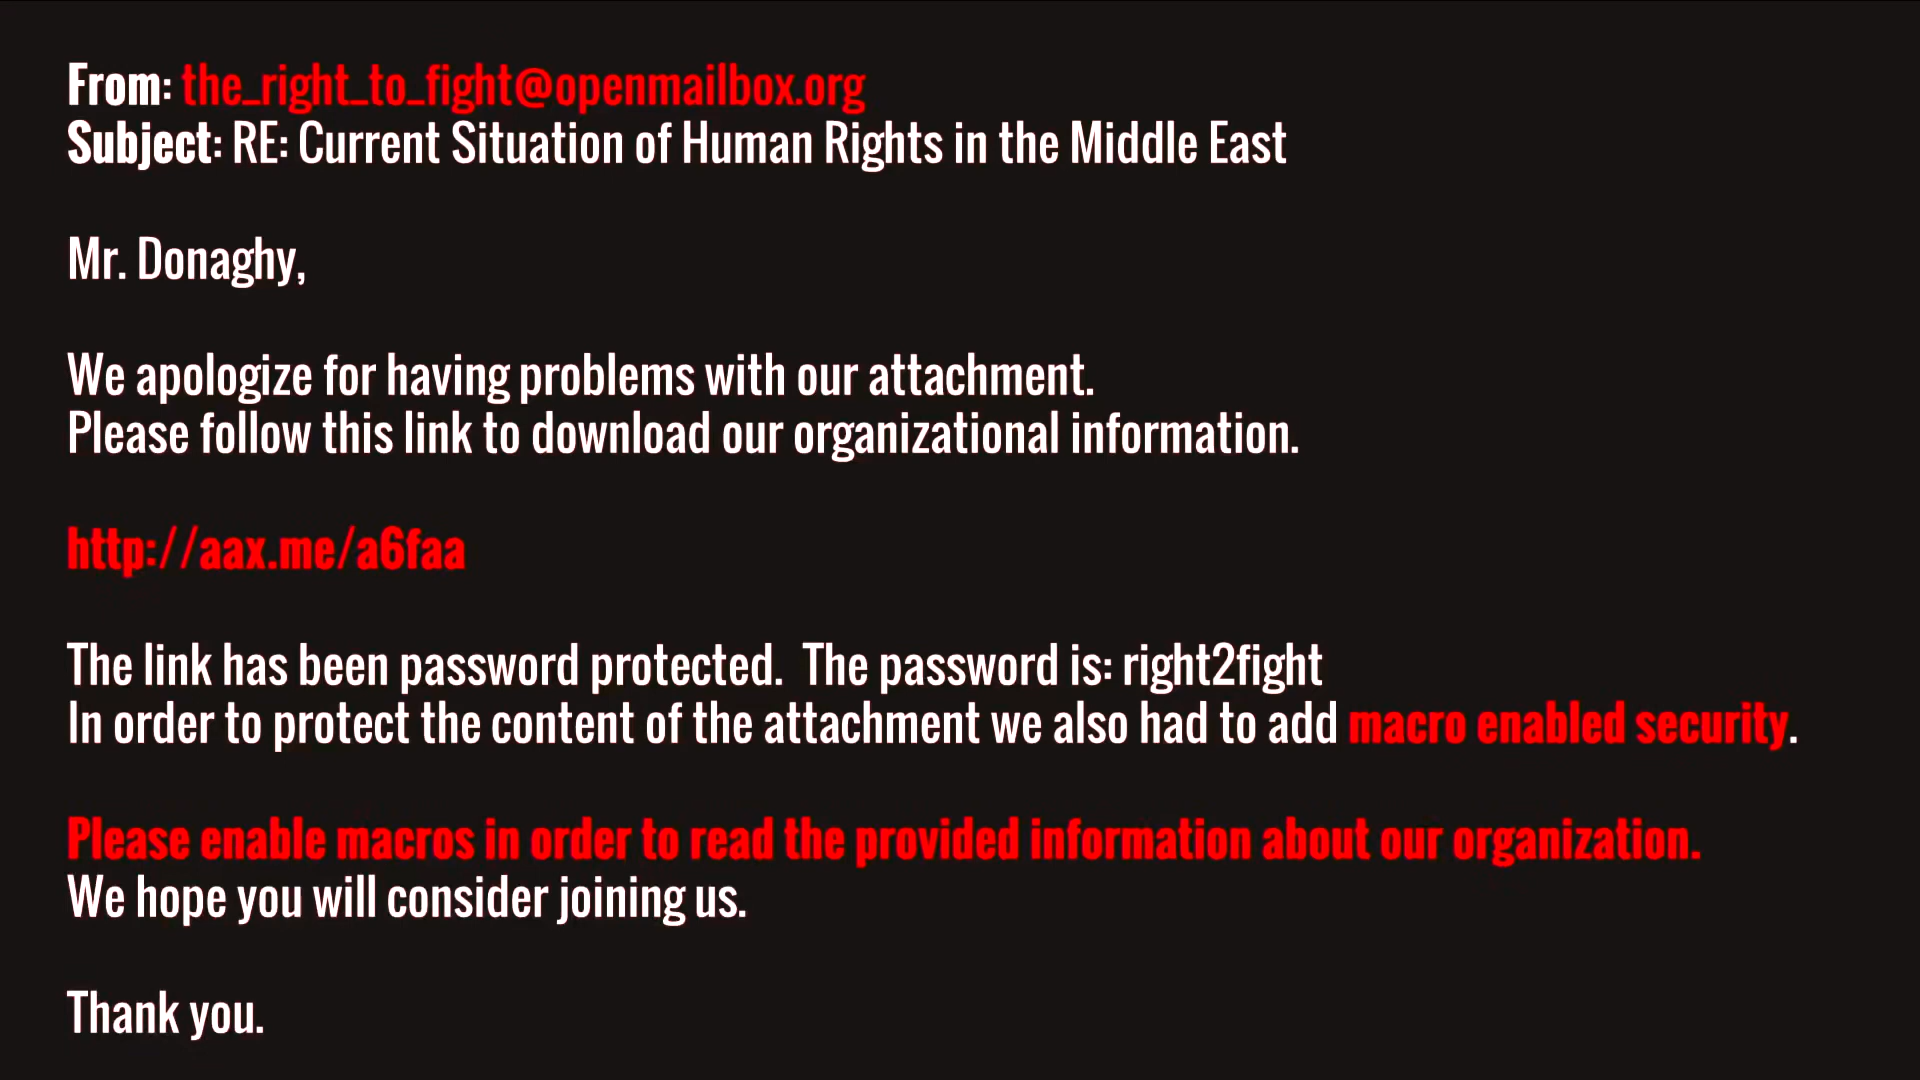 From: the_right_to_fight@openmailbox.org
Subject: RE: Current Situation of Human Rights in the Middle East
Mr. Donaghy,
We apologize for having problems with our attachment.
Please follow this link to download our organizational information.
http://aax.me/a6faa
The link has been password protected.  The password is: right2fight
In order to protect the content of the attachment we also had to add macro enabled security.
Please enable macros in order to read the provided information about our organization.
We hope you will consider joining us.
Thank you.